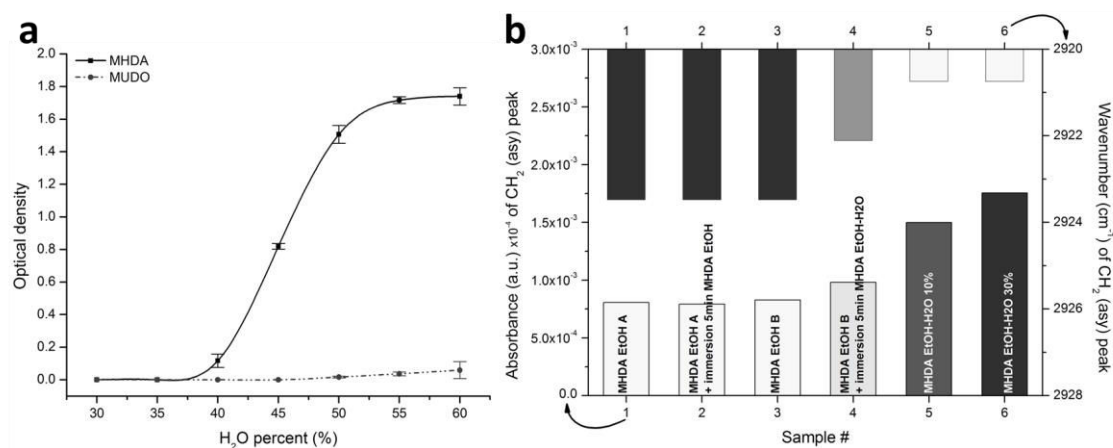 a
MHDA
MUDO
2.0
1.8
1.6
1.4
1.2
1.0
0.8
0.6
0.4
0.2
0.0
Optical density
30 35 40 45 50 55 60
H₂O percent (%)
b
1 2 3 4 5 6
3.0x10⁻³
2.5x10⁻³
2.0x10⁻³
1.5x10⁻³
1.0x10⁻³
5.0x10⁻⁴
0.0
Absorbance (a.u.) x10⁻⁴ of CH₂ (asy) peak
MHDA EtOH A
MHDA EtOH A
+ immersion 5min MHDA EtOH
MHDA EtOH B
MHDA EtOH B
+ immersion 5min MHDA EtOH-H2O
MHDA EtOH-H2O 10%
MHDA EtOH-H2O 30%
2920
2922
2924
2926
2928
Wavenumber (cm⁻¹) of CH₂ (asy) peak
1 2 3 4 5 6
Sample #